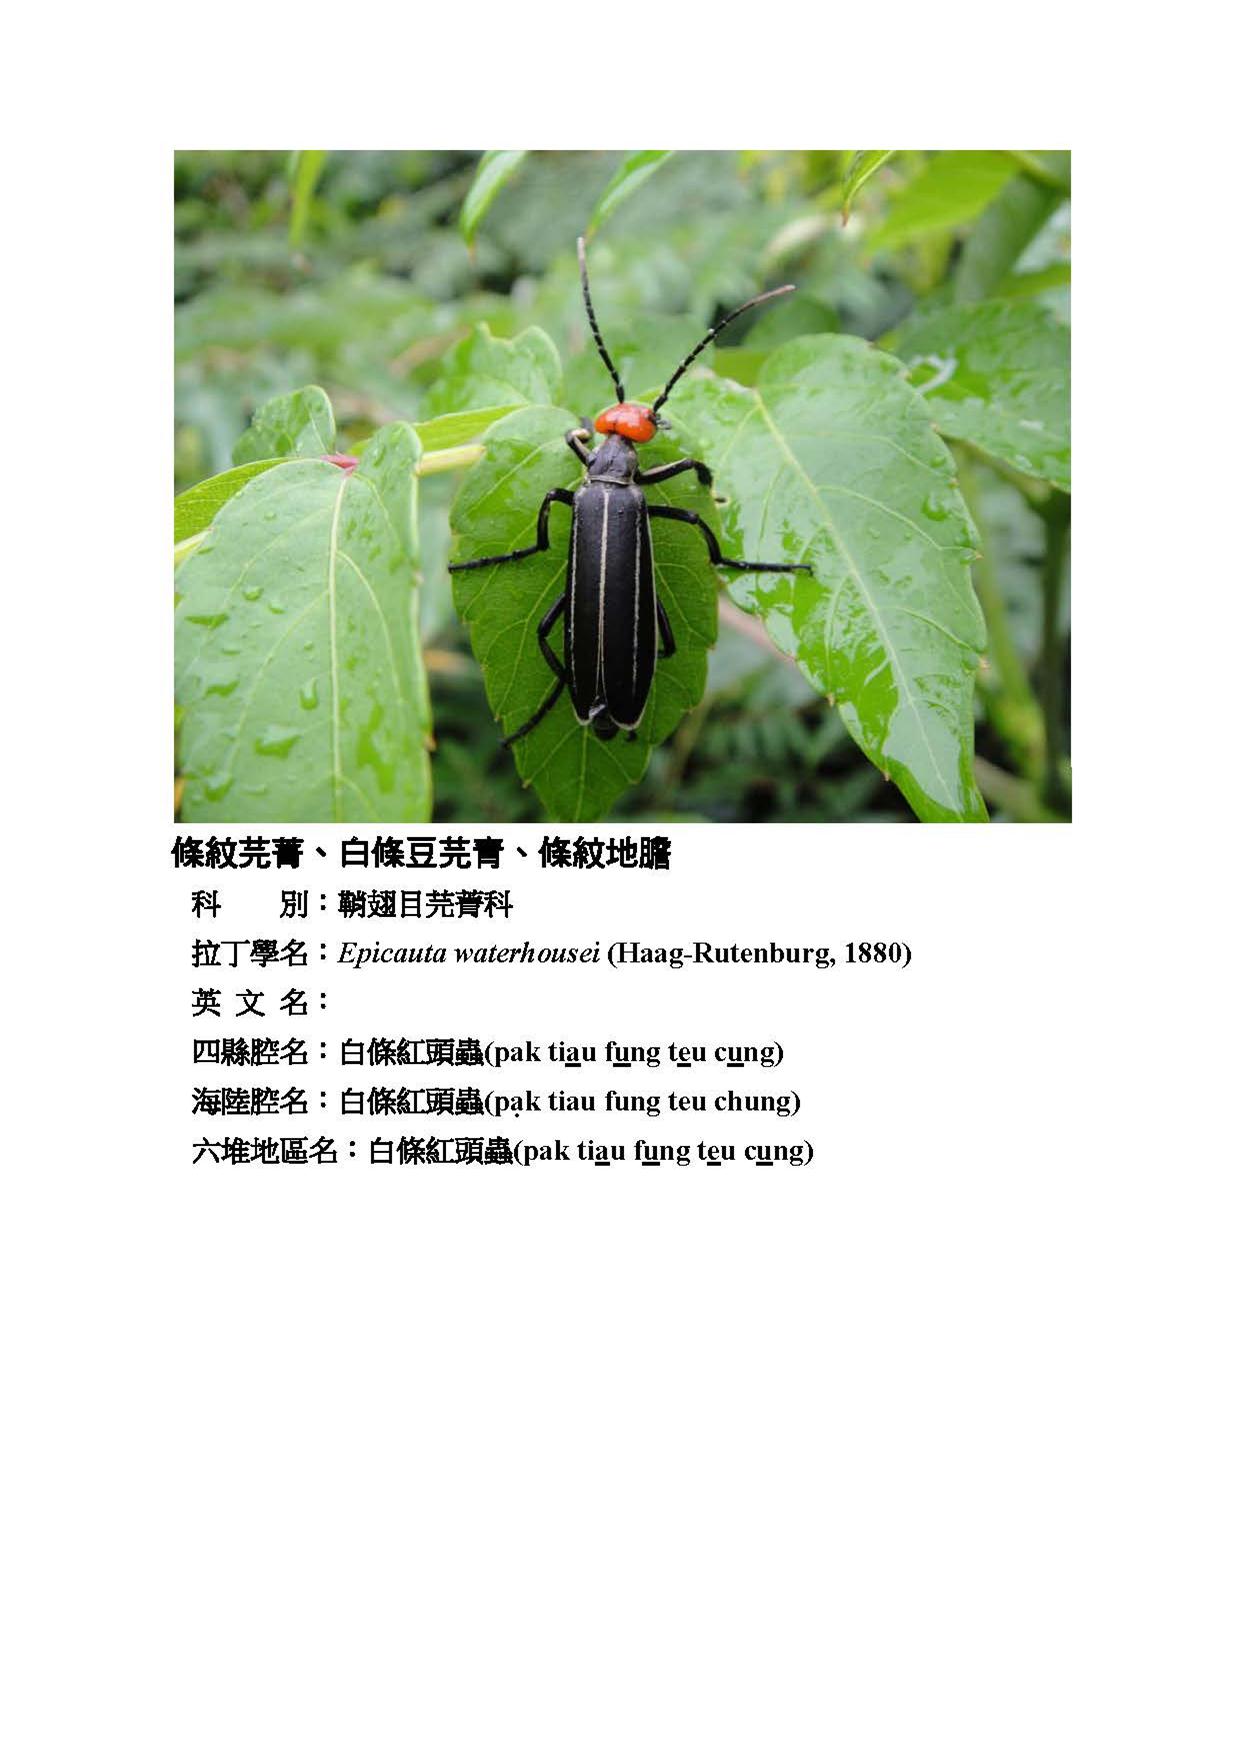 條紋芫菁、白條豆芫青、條紋地膽
科　　別：鞘翅目芫菁科
拉丁學名：Epicauta waterhousei (Haag-Rutenburg, 1880)
英 文 名：
四縣腔名：白條紅頭蟲(pak tia̲u fu̲ng te̲u cu̲ng)
海陸腔名：白條紅頭蟲(pạk tiau fung teu chung)
六堆地區名：白條紅頭蟲(pak tia̲u fu̲ng te̲u cu̲ng)